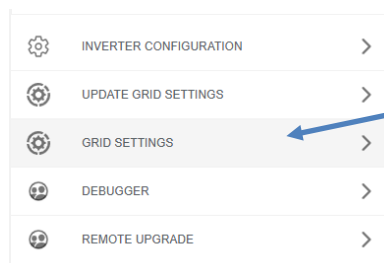 INVERTER CONFIGURATION
UPDATE GRID SETTINGS
GRID SETTINGS
DEBUGGER
REMOTE UPGRADE